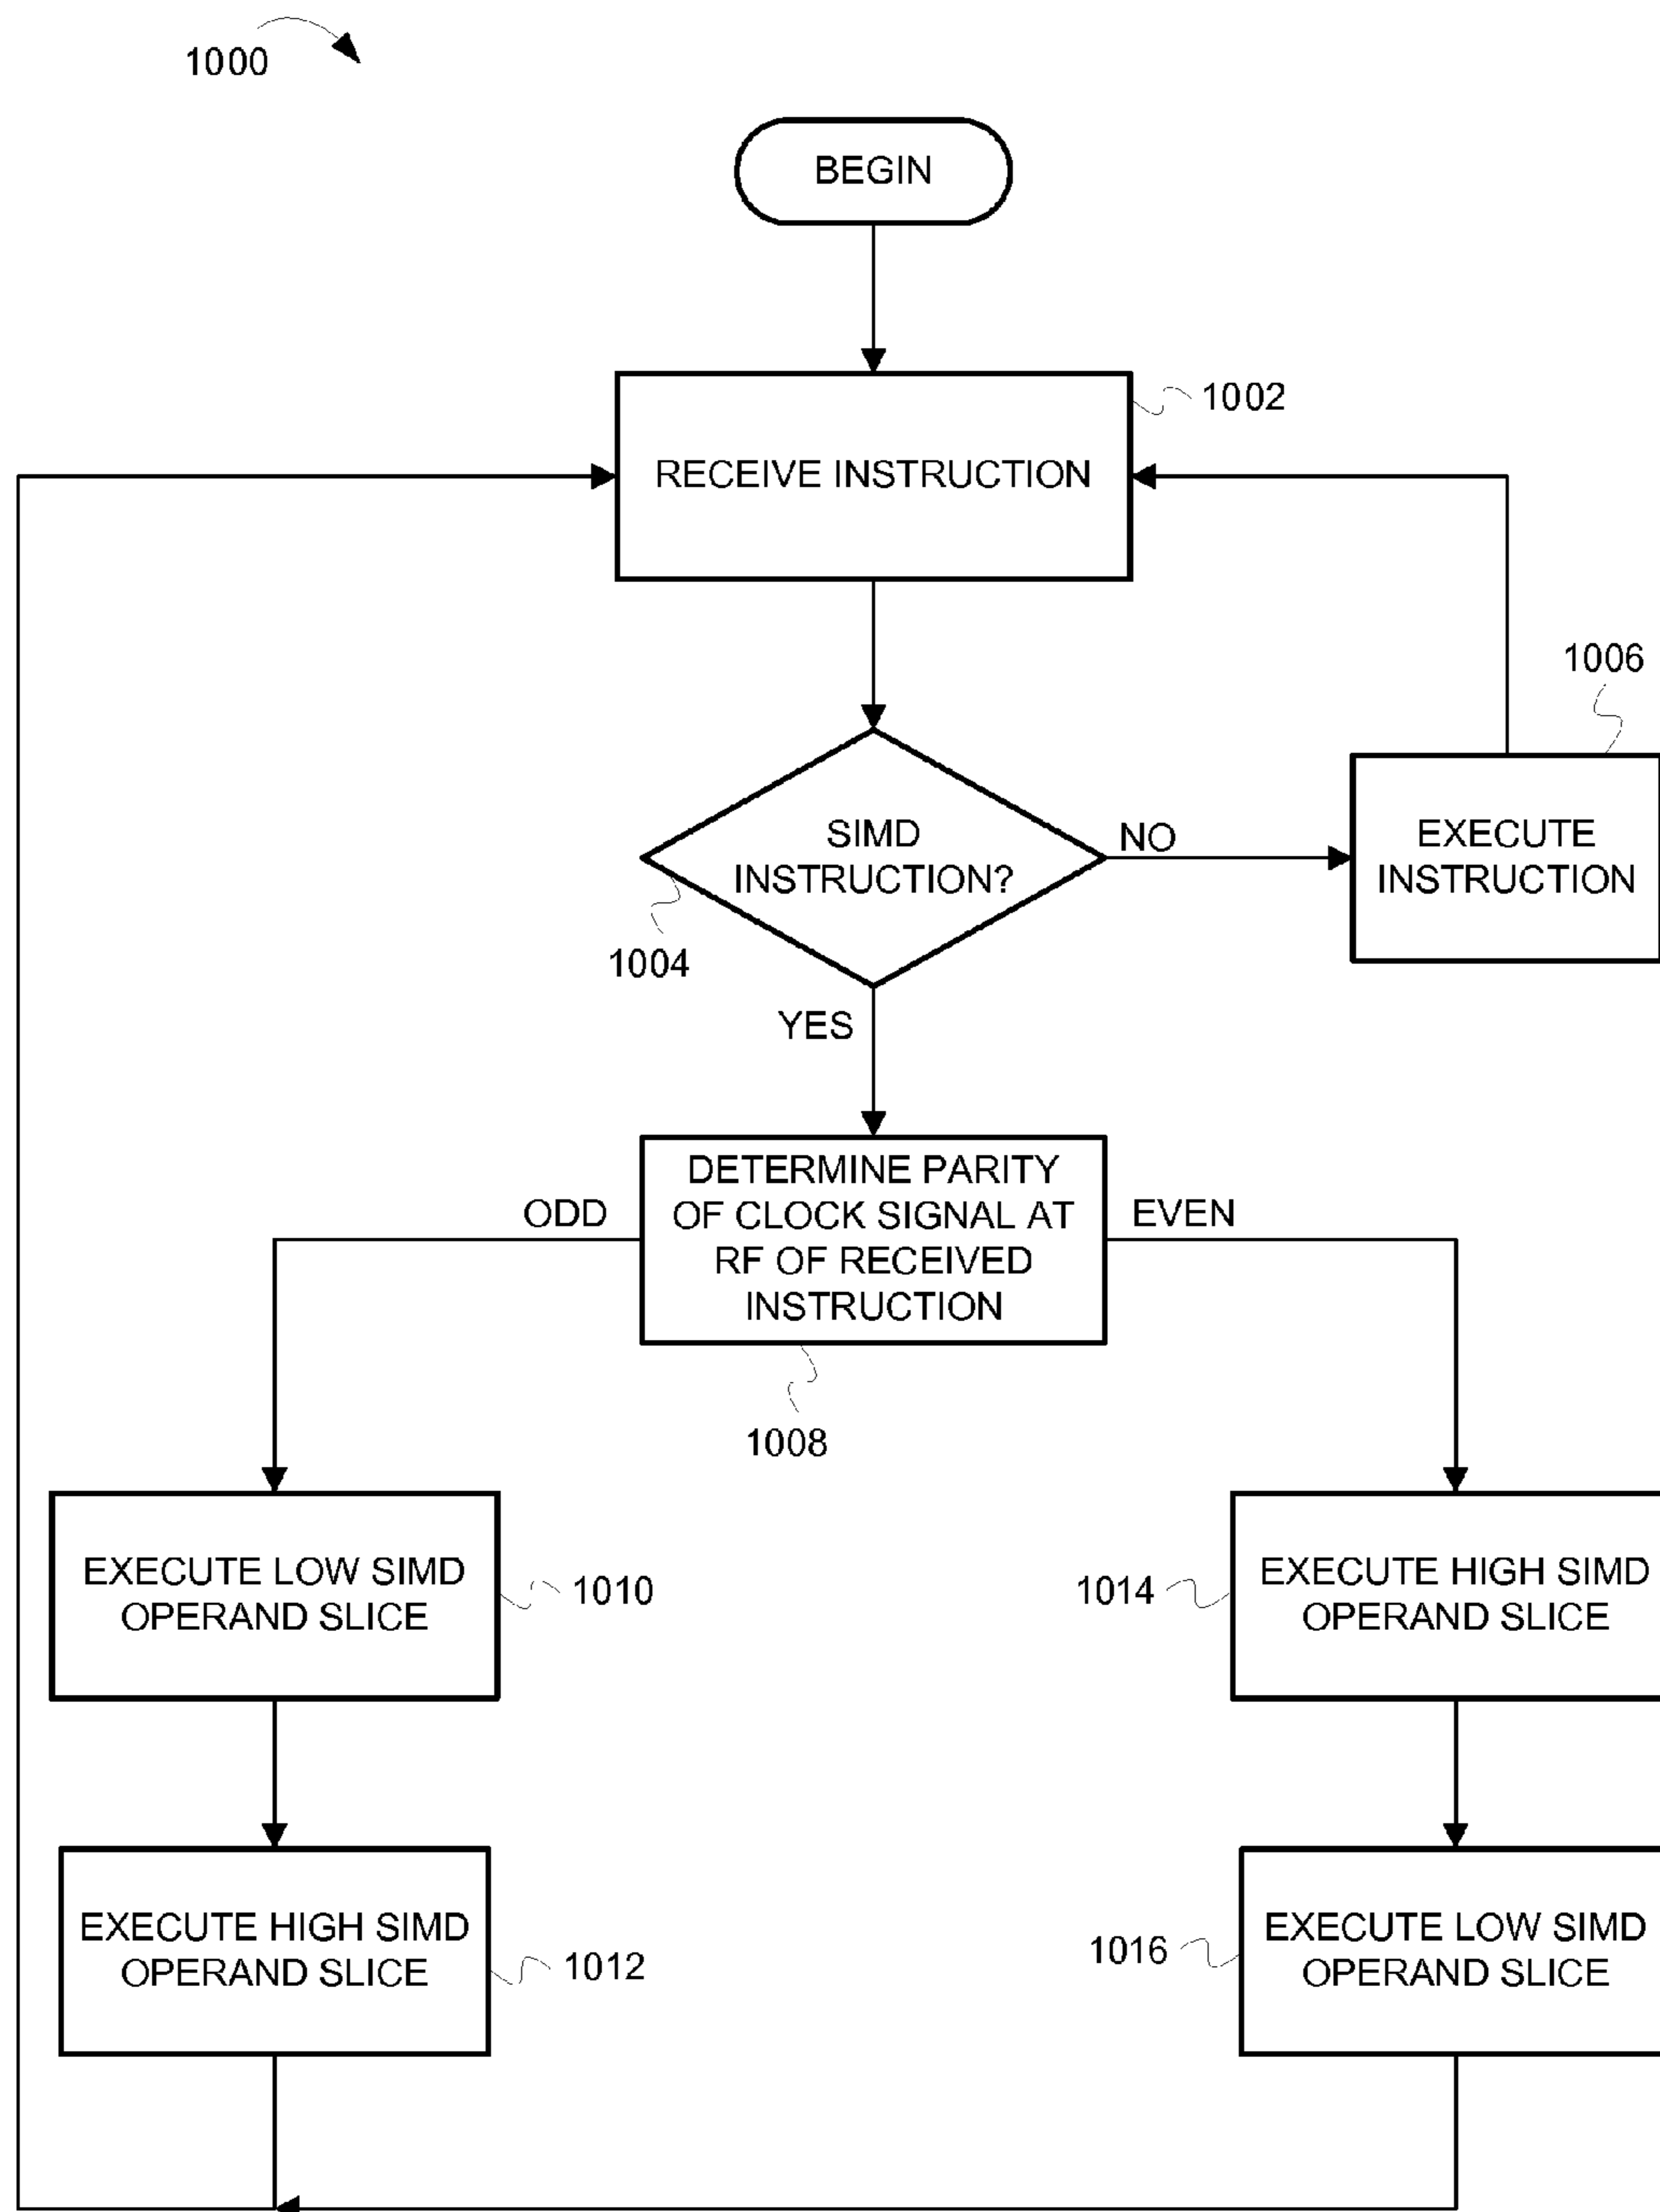 1000
BEGIN
1002
RECEIVE INSTRUCTION
1006
SIMD
INSTRUCTION?
NO
EXECUTE
INSTRUCTION
1004
YES
DETERMINE PARITY
OF CLOCK SIGNAL AT
RF OF RECEIVED
INSTRUCTION
ODD
EVEN
1008
EXECUTE LOW SIMD
OPERAND SLICE
1010
1014
EXECUTE HIGH SIMD
OPERAND SLICE
EXECUTE HIGH SIMD
OPERAND SLICE
1012
1016
EXECUTE LOW SIMD
OPERAND SLICE